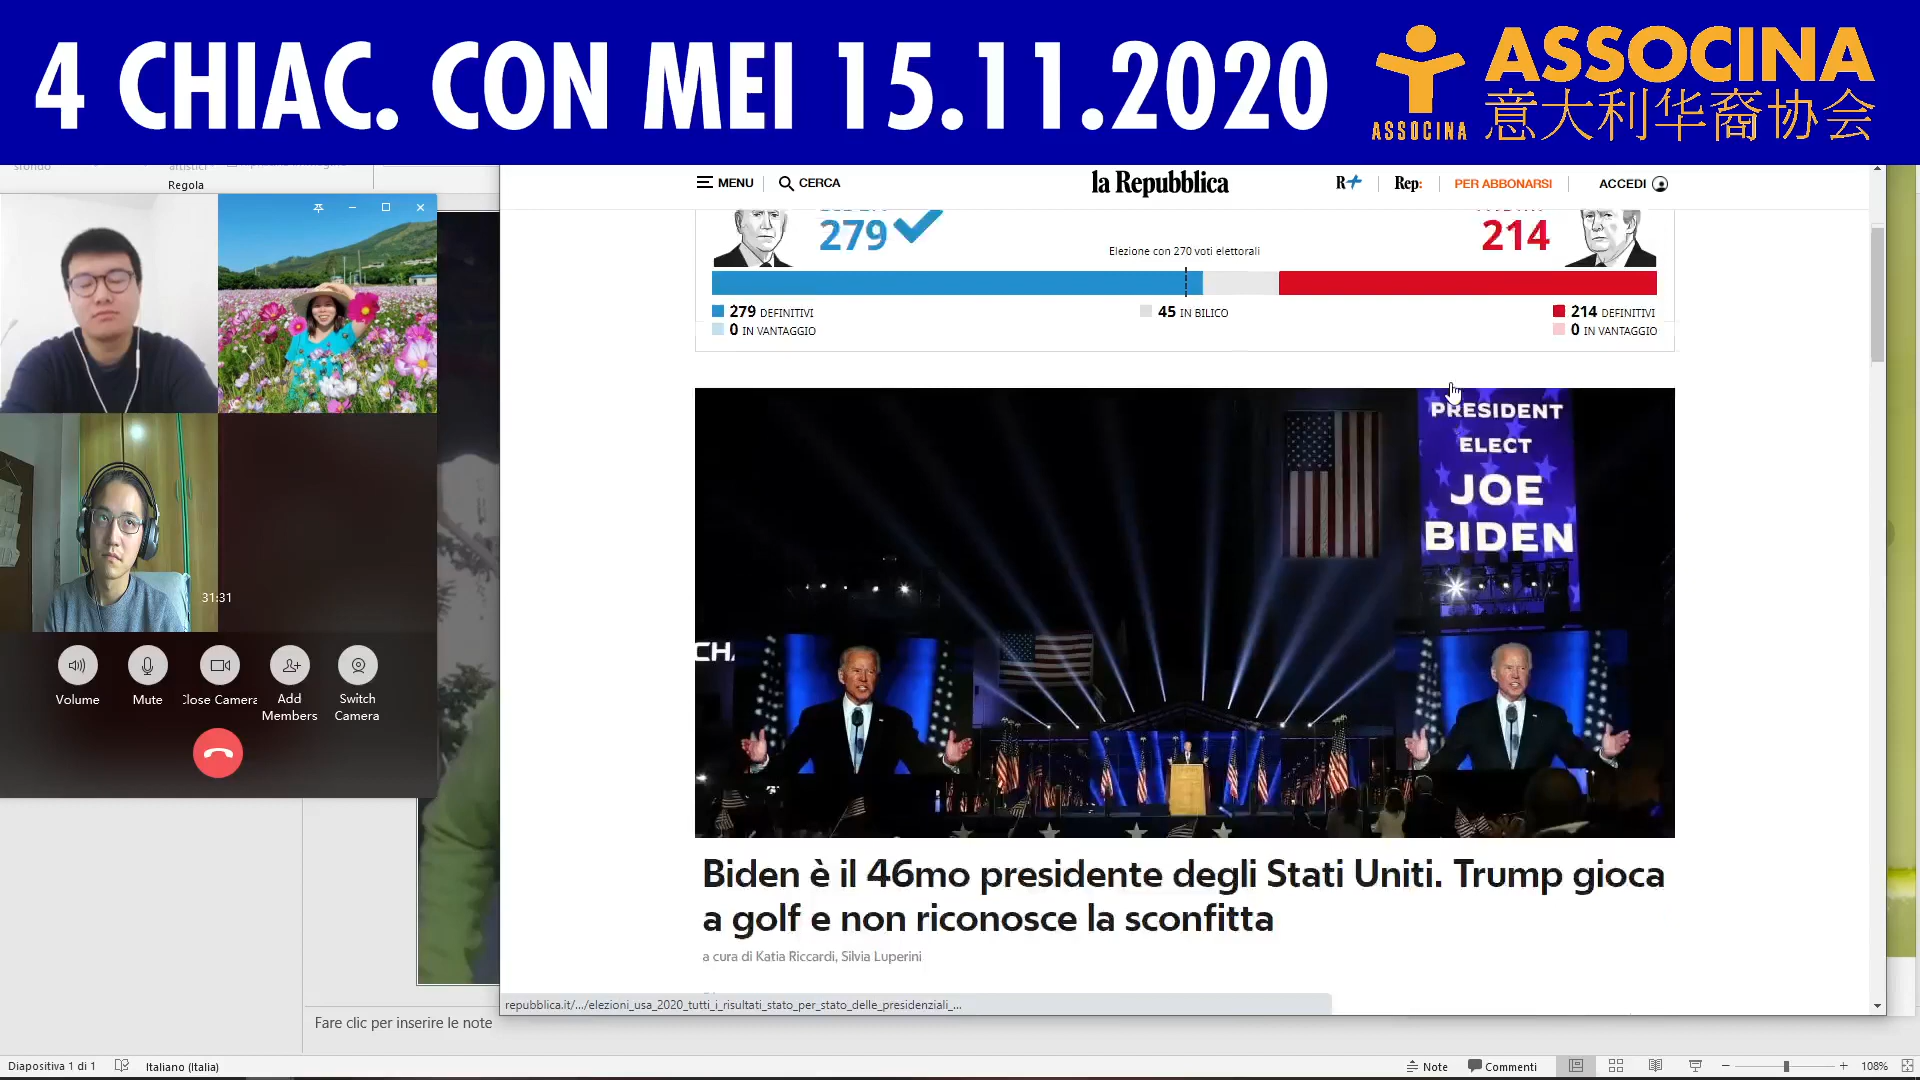 4 CHIAC. CON MEI 15.11.2020
ASSOCINA
ASSOCINA
意大利华裔协会
sfondo
artistici
Regola
MENU
CERCA
la Repubblica
R+
Rep:
PER ABBONARSI
ACCEDI
279
Elezione con 270 voti elettorali
214
279 DEFINITIVI
0 IN VANTAGGIO
45 IN BILICO
214 DEFINITIVI
0 IN VANTAGGIO
PRESIDENT
ELECT
JOE
BIDEN
31:31
Volume
Mute
Close Camera
Add
Members
Switch
Camera
Biden è il 46mo presidente degli Stati Uniti. Trump gioca
a golf e non riconosce la sconfitta
a cura di Katia Riccardi, Silvia Luperini
repubblica.it/.../elezioni_usa_2020_tutti_i_risultati_stato_per_stato_delle_presidenziali_...
Fare clic per inserire le note
Diapositiva 1 di 1
Italiano (Italia)
Note
Commenti
108%